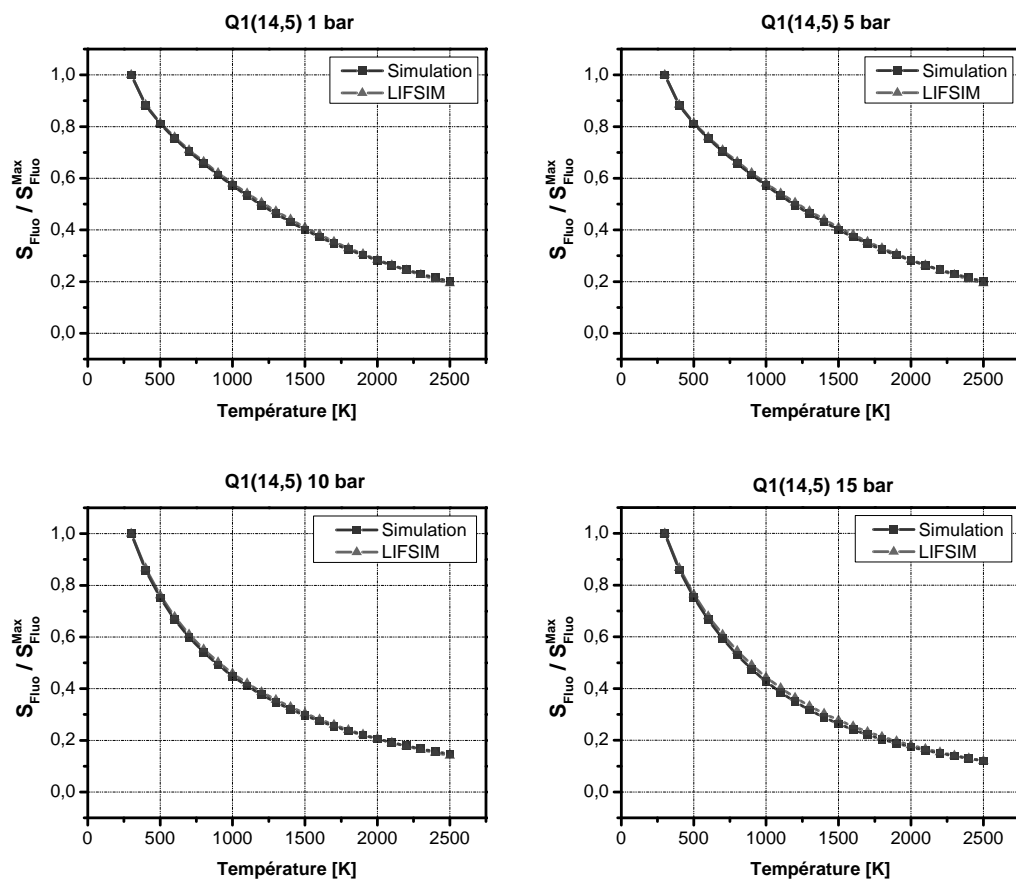 Q1(14,5) 1 bar
Simulation
LIFSIM
1,0
0,8
0,6
0,4
0,2
0,0
S_Fluo / S_Fluo^Max
0 500 1000 1500 2000 2500
Température [K]
Q1(14,5) 5 bar
Simulation
LIFSIM
1,0
0,8
0,6
0,4
0,2
0,0
S_Fluo / S_Fluo^Max
0 500 1000 1500 2000 2500
Température [K]
Q1(14,5) 10 bar
Simulation
LIFSIM
1,0
0,8
0,6
0,4
0,2
0,0
S_Fluo / S_Fluo^Max
0 500 1000 1500 2000 2500
Température [K]
Q1(14,5) 15 bar
Simulation
LIFSIM
1,0
0,8
0,6
0,4
0,2
0,0
S_Fluo / S_Fluo^Max
0 500 1000 1500 2000 2500
Température [K]